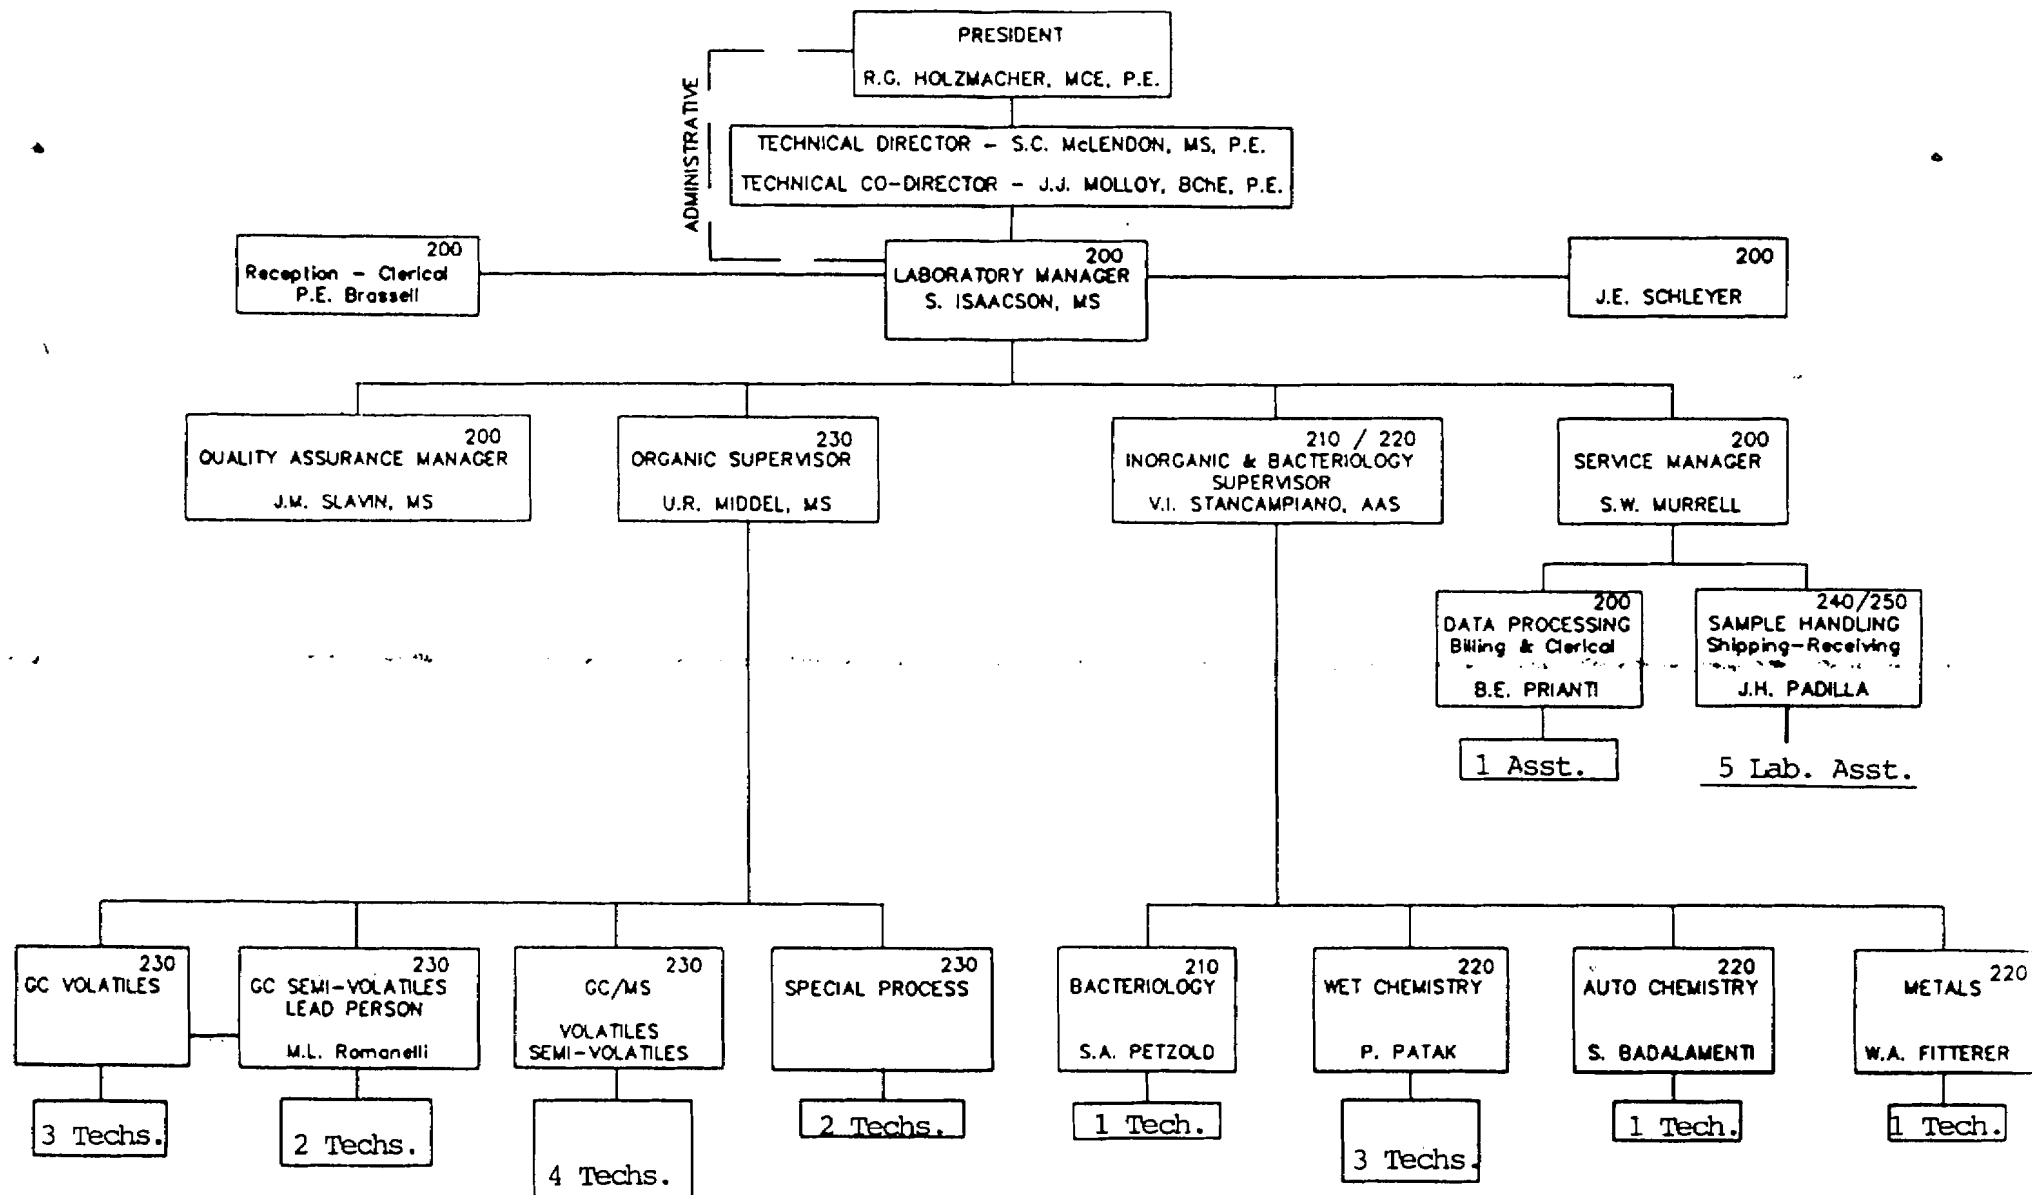 PRESIDENT
R.G. HOLZMACHER, MCE, P.E.
ADMINISTRATIVE
TECHNICAL DIRECTOR - S.C. McLENDON, MS, P.E.
TECHNICAL CO-DIRECTOR - J.J. MOLLOY, BChE, P.E.
200
Reception - Clerical
P.E. Brassell
200
LABORATORY MANAGER
S. ISAACSON, MS
200
J.E. SCHLEYER
200
QUALITY ASSURANCE MANAGER
J.M. SLAVIN, MS
230
ORGANIC SUPERVISOR
U.R. MIDDEL, MS
210 / 220
INORGANIC & BACTERIOLOGY
SUPERVISOR
V.I. STANCAMPIANO, AAS
200
SERVICE MANAGER
S.W. MURRELL
200
DATA PROCESSING
Billing & Clerical
B.E. PRIANTI
1 Asst.
240/250
SAMPLE HANDLING
Shipping-Receiving
J.H. PADILLA
5 Lab. Asst.
230
GC VOLATILES
3 Techs.
230
GC SEMI-VOLATILES
LEAD PERSON
M.L. Romanelli
2 Techs.
230
GC/MS
VOLATILES
SEMI-VOLATILES
4 Techs.
230
SPECIAL PROCESS
2 Techs.
210
BACTERIOLOGY
S.A. PETZOLD
1 Tech.
220
WET CHEMISTRY
P. PATAK
3 Techs.
220
AUTO CHEMISTRY
S. BADALAMENTI
1 Tech.
METALS 220
W.A. FITTERER
1 Tech.